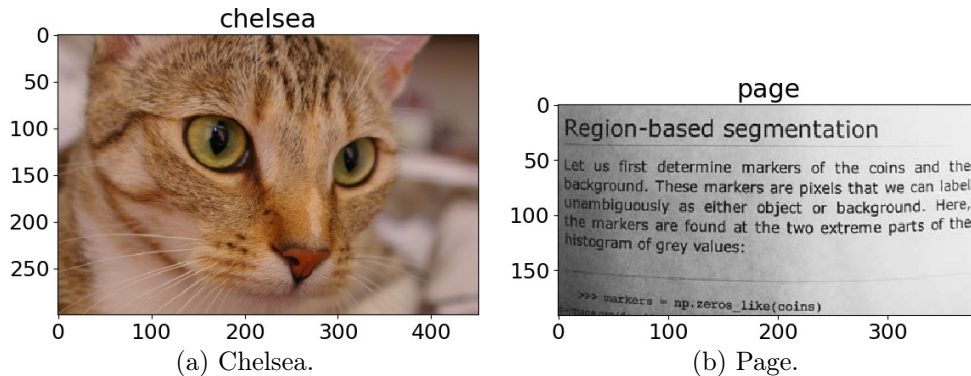 chelsea
0
50
100
150
200
250
0
100
200
300
400
(a) Chelsea.
page
0
50
100
150
0
100
200
300
Region-based segmentation
Let us first determine markers of the coins and the
background. These markers are pixels that we can label
unambiguously as either object or background. Here,
the markers are found at the two extreme parts of the
histogram of grey values:
>>> markers = np.zeros_like(coins)
(b) Page.